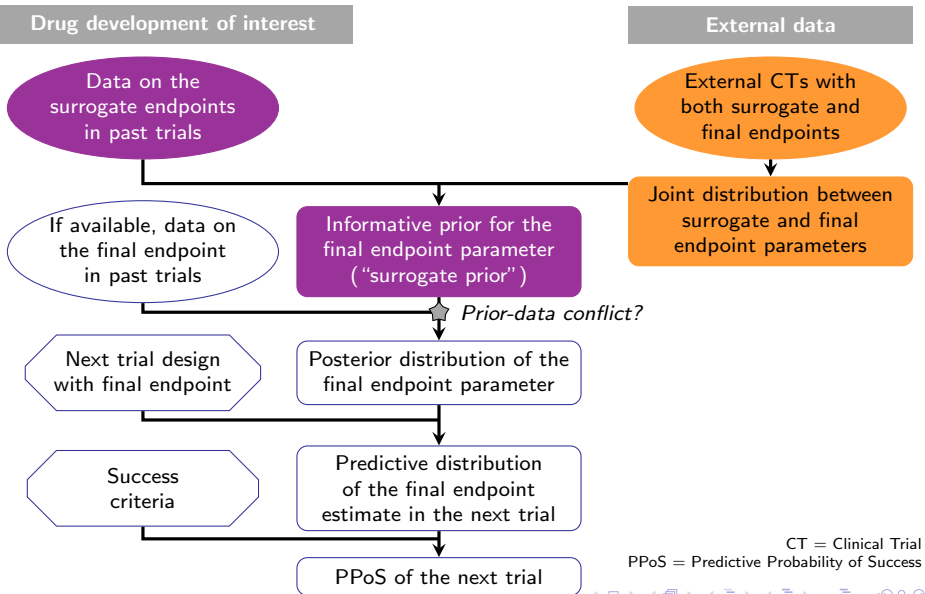 Drug development of interest
External data
Data on the
surrogate endpoints
in past trials
External CTs with
both surrogate and
final endpoints
If available, data on
the final endpoint
in past trials
Informative prior for the
final endpoint parameter
(“surrogate prior”)
Joint distribution between
surrogate and final
endpoint parameters
Prior-data conflict?
Next trial design
with final endpoint
Posterior distribution of the
final endpoint parameter
Success
criteria
Predictive distribution
of the final endpoint
estimate in the next trial
PPoS of the next trial
CT = Clinical Trial
PPoS = Predictive Probability of Success